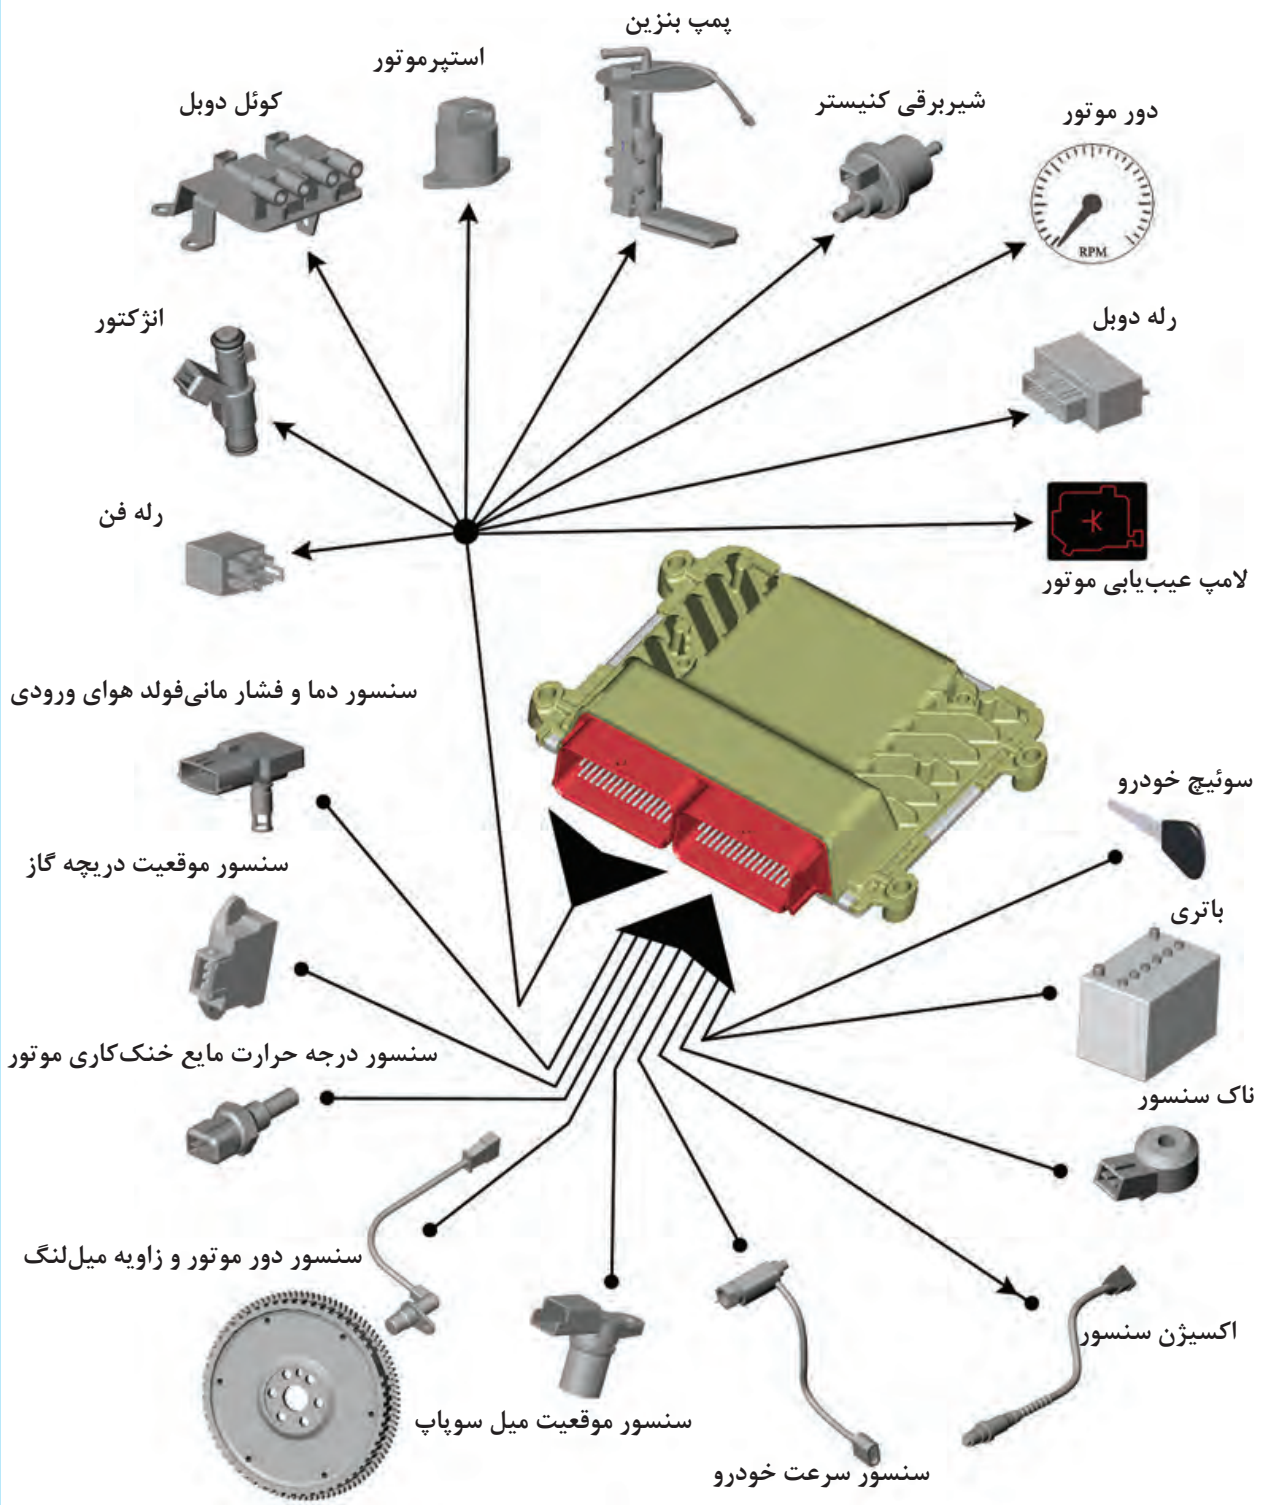 پمپ بنزین
استپرموتور
کوئل دوبل
شیربرقی کنیستر
دور موتور
RPM
انژکتور
رله دوبل
رله فن
لامپ عیب‌یابی موتور
سنسور دما و فشار مانی‌فولد هوای ورودی
سوئیچ خودرو
سنسور موقعیت دریچه گاز
باتری
سنسور درجه حرارت مایع خنک‌کاری موتور
ناک سنسور
سنسور دور موتور و زاویه میل‌لنگ
اکسیژن سنسور
سنسور موقعیت میل سوپاپ
سنسور سرعت خودرو